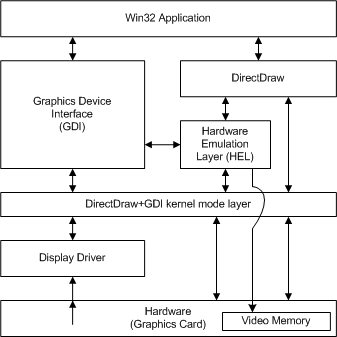 Win32 Application
Graphics Device
Interface
(GDI)
DirectDraw
Hardware
Emulation
Layer (HEL)
DirectDraw+GDI kernel mode layer
Display Driver
Hardware
(Graphics Card)
Video Memory